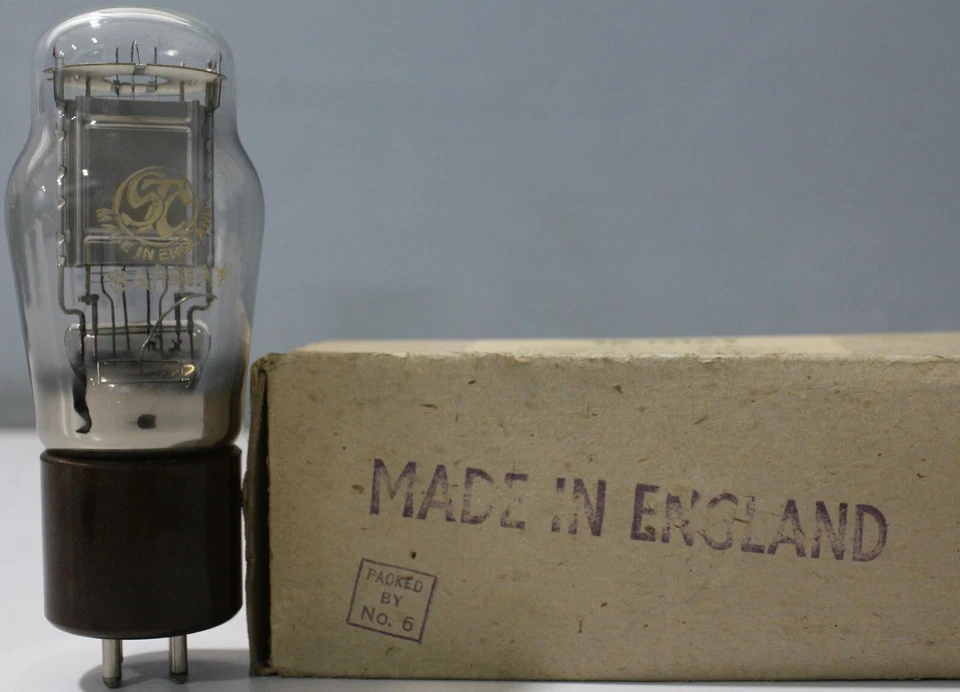 STC
MADE IN ENGLAND
MADE IN ENGLAND
PACKED
BY
No. 6